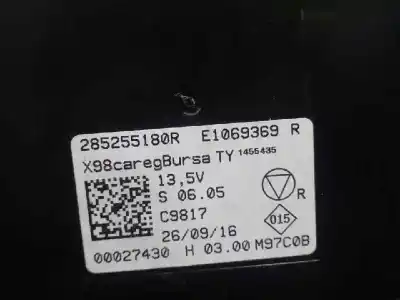 285255180R E1069369 R
X98caregBursa TY 1455435
13,5V
S 06.05
R
C9817
015
26/09/16
00027430 H 03.00 M97C0B